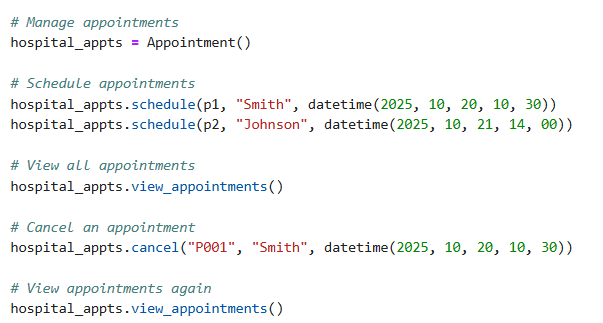 # Manage appointments
hospital_appts = Appointment()
# Schedule appointments
hospital_appts.schedule(p1, "Smith", datetime(2025, 10, 20, 10, 30))
hospital_appts.schedule(p2, "Johnson", datetime(2025, 10, 21, 14, 00))
# View all appointments
hospital_appts.view_appointments()
# Cancel an appointment
hospital_appts.cancel("P001", "Smith", datetime(2025, 10, 20, 10, 30))
# View appointments again
hospital_appts.view_appointments()